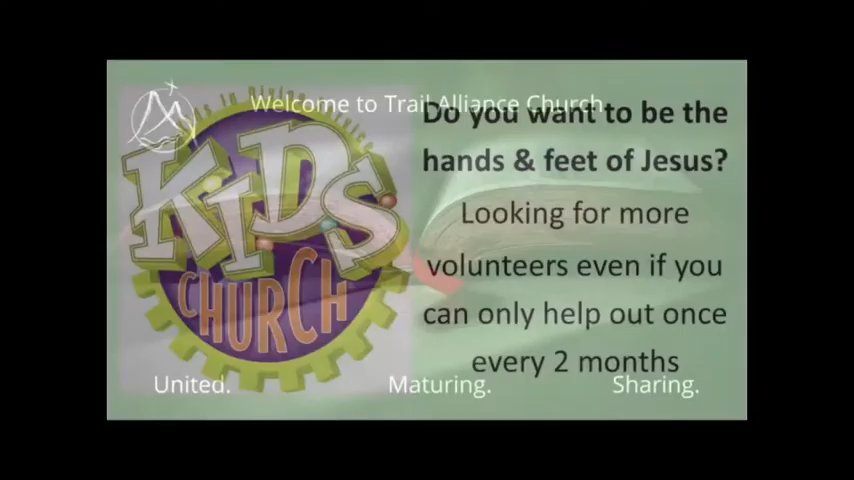 Welcome to Trail Alliance Church
Do you want to be the
hands & feet of Jesus?
Looking for more
volunteers even if you
can only help out once
every 2 months
KIDS
CHURCH
United. Maturing. Sharing.